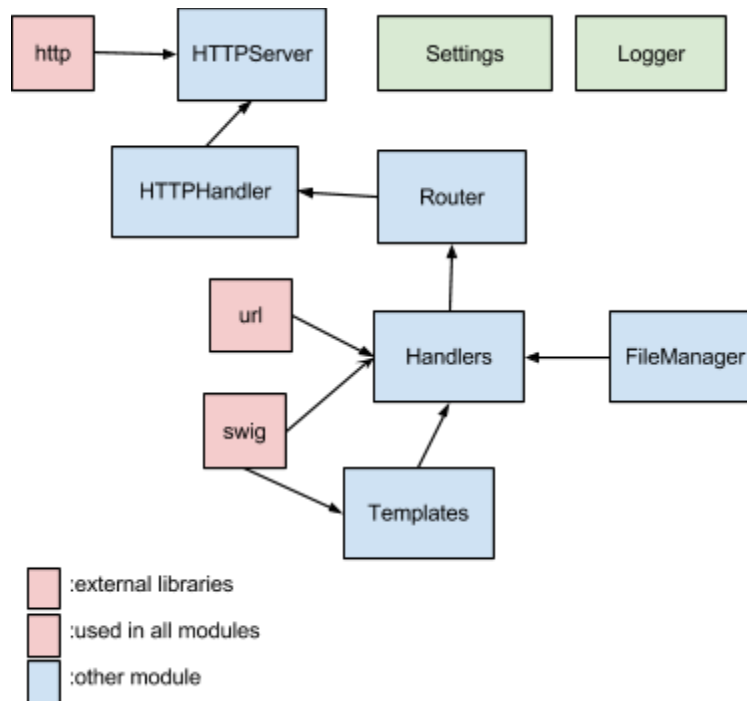 http
HTTPServer
Settings
Logger
HTTPHandler
Router
url
Handlers
FileManager
swig
Templates
:external libraries
:used in all modules
:other module